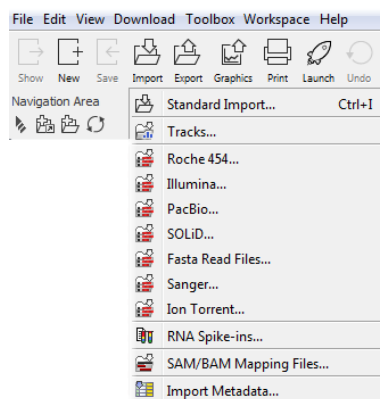 File Edit View Download Toolbox Workspace Help
Show New Save Import Export Graphics Print Launch Undo
Navigation Area
Standard Import... Ctrl+I
Tracks...
Roche 454...
Illumina...
PacBio...
SOLiD...
Fasta Read Files...
Sanger...
Ion Torrent...
RNA Spike-ins...
SAM/BAM Mapping Files...
Import Metadata...